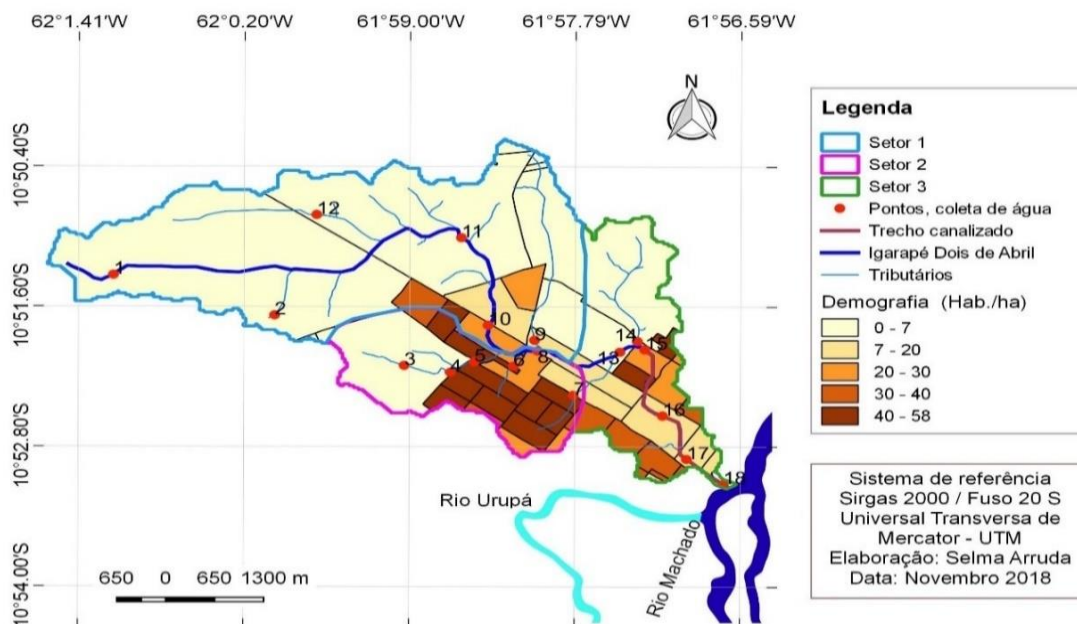 62°1.41'W 62°0.20'W 61°59.00'W 61°57.79'W 61°56.59'W
N
10°50.40'S
10°51.60'S
10°52.80'S
10°54.00'S
12
11
1
2
10
9
14
15
3
4
5
6
8
13
7
16
17
18
Rio Urupá
Rio Machado
650 0 650 1300 m
Legenda
Setor 1
Setor 2
Setor 3
Pontos, coleta de água
Trecho canalizado
Igarapé Dois de Abril
Tributários
Demografia (Hab./ha)
0 - 7
7 - 20
20 - 30
30 - 40
40 - 58
Sistema de referência
Sirgas 2000 / Fuso 20 S
Universal Transversa de
Mercator - UTM
Elaboração: Selma Arruda
Data: Novembro 2018